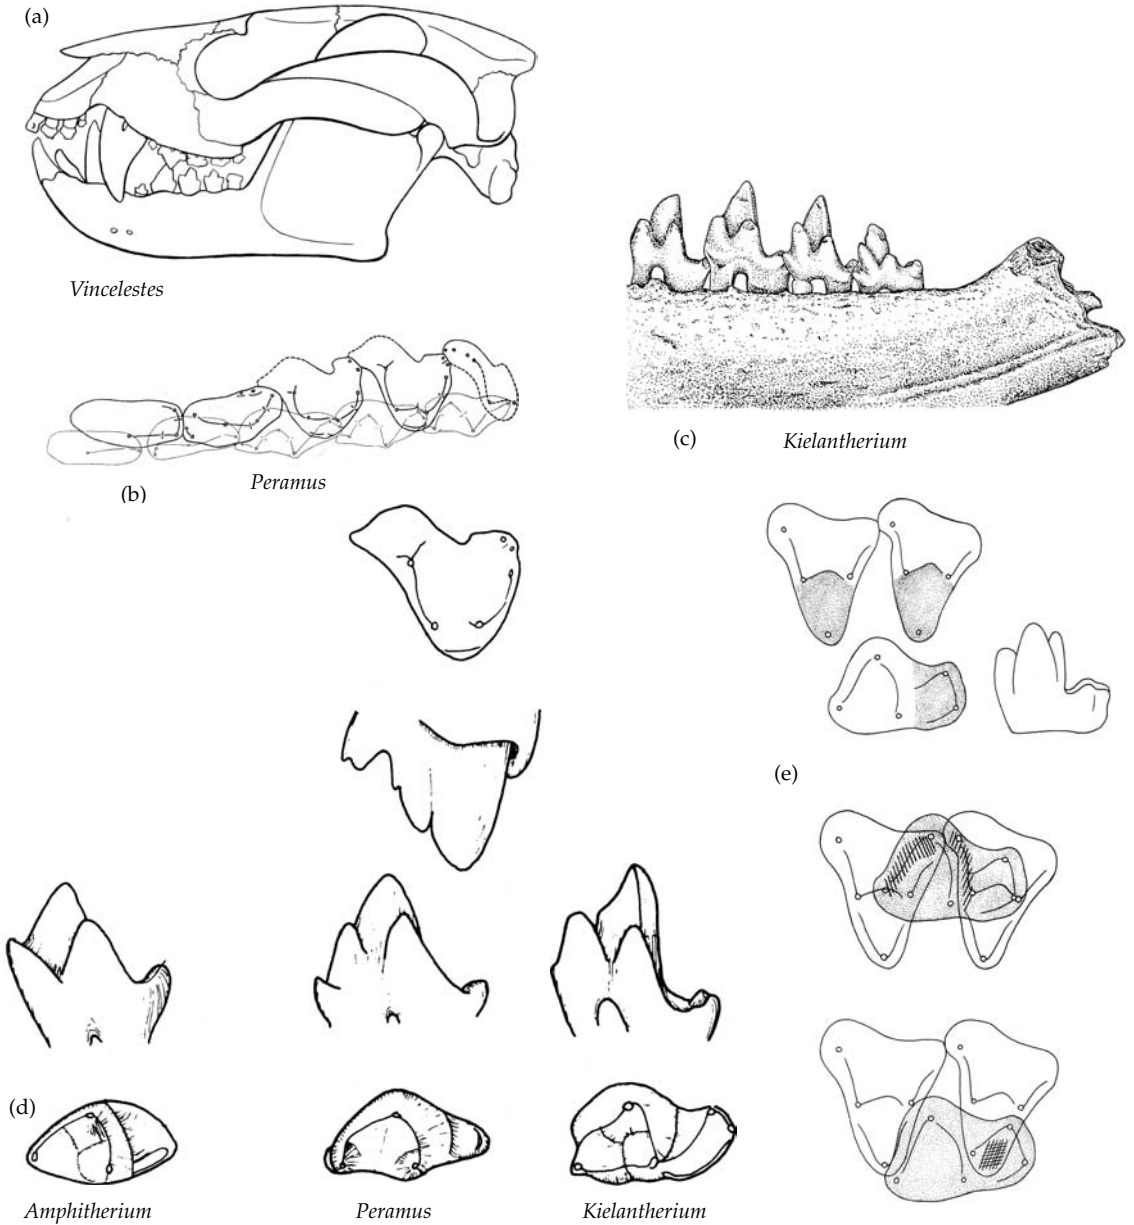 (a)
Vincelestes
(b)
Peramus
(c)
Kielantherium
(e)
(d)
Amphitherium
Peramus
Kielantherium